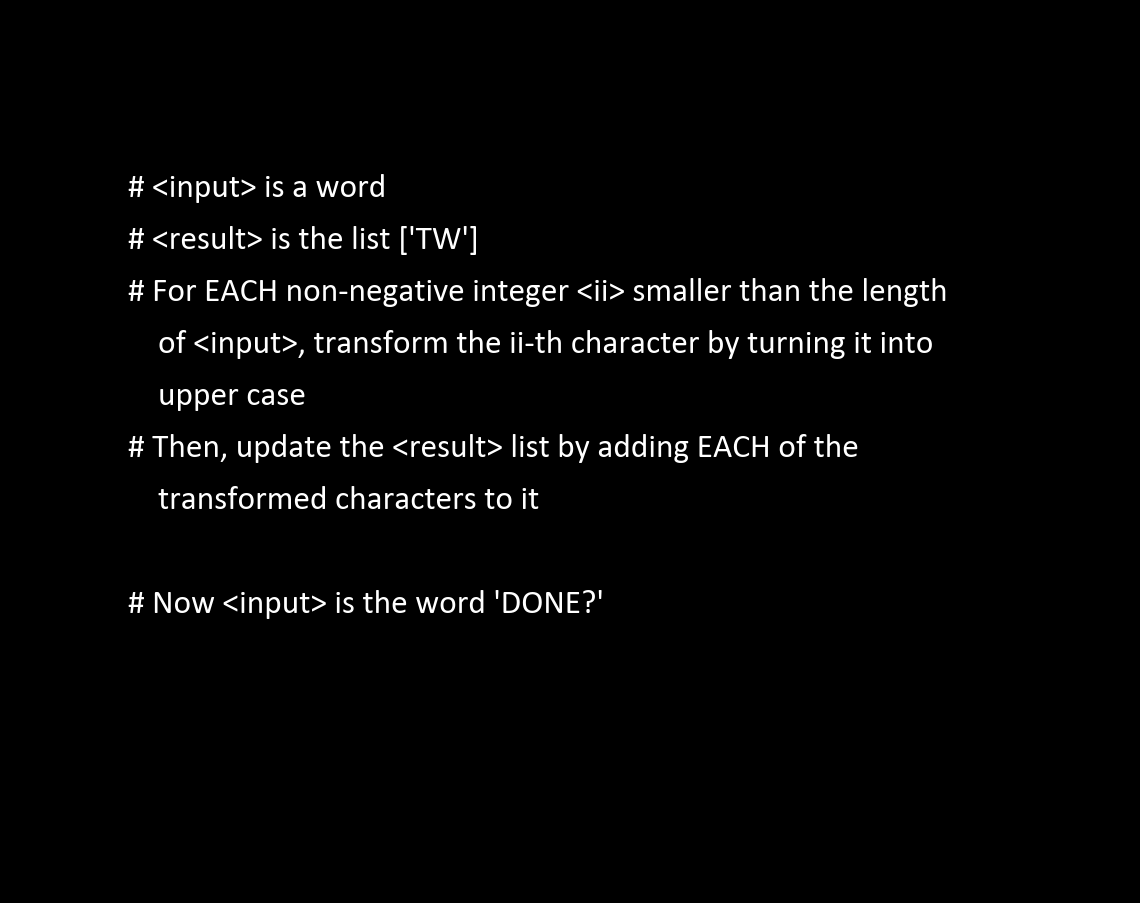 # <input> is a word
# <result> is the list ['TW']
# For EACH non-negative integer <ii> smaller than the length
of <input>, transform the ii-th character by turning it into
upper case
# Then, update the <result> list by adding EACH of the
transformed characters to it
# Now <input> is the word 'DONE?'